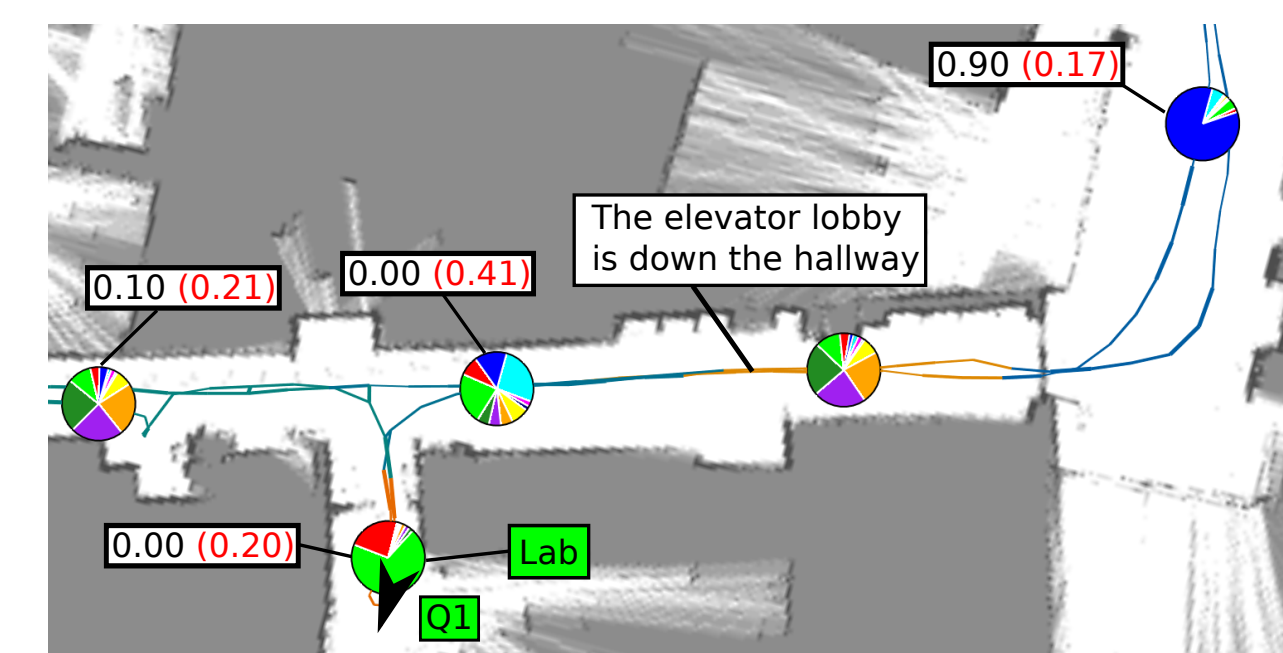 0.90 (0.17)
The elevator lobby
is down the hallway
0.10 (0.21)
0.00 (0.41)
0.00 (0.20)
Lab
Q1